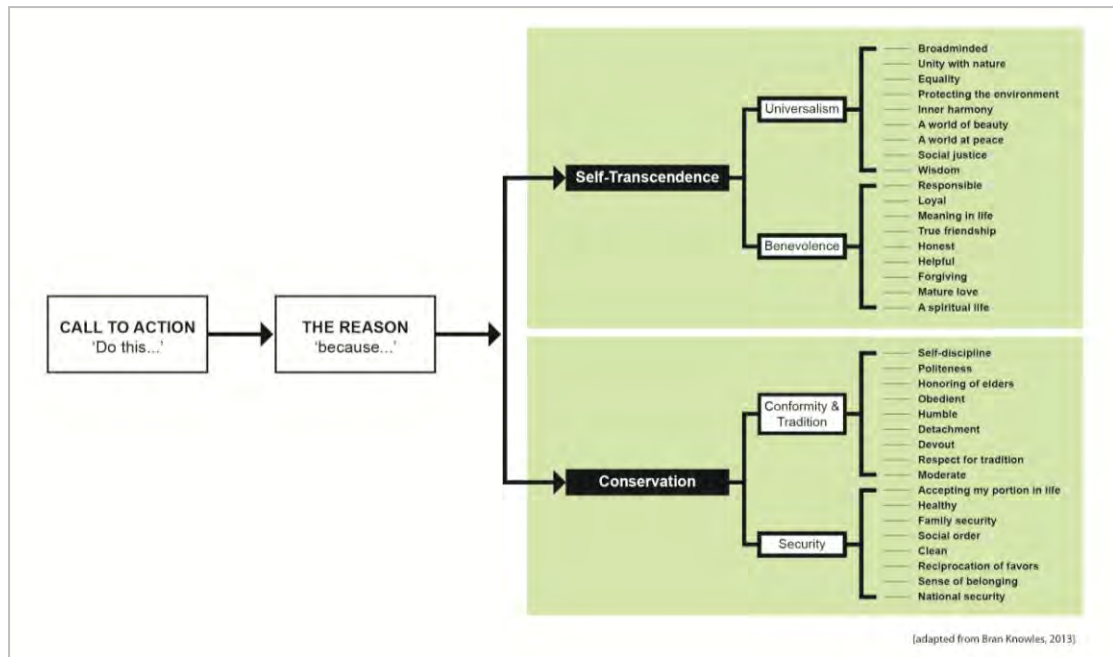 CALL TO ACTION
'Do this...'
THE REASON
'because...'
Self-Transcendence
Universalism
Broadminded
Unity with nature
Equality
Protecting the environment
Inner harmony
A world of beauty
A world at peace
Social justice
Wisdom
Benevolence
Responsible
Loyal
Meaning in life
True friendship
Honest
Helpful
Forgiving
Mature love
A spiritual life
Conservation
Conformity &
Tradition
Self-discipline
Politeness
Honoring of elders
Obedient
Humble
Detachment
Devout
Respect for tradition
Moderate
Security
Accepting my portion in life
Healthy
Family security
Social order
Clean
Reciprocation of favors
Sense of belonging
National security
[adapted from Bran Knowles, 2013]